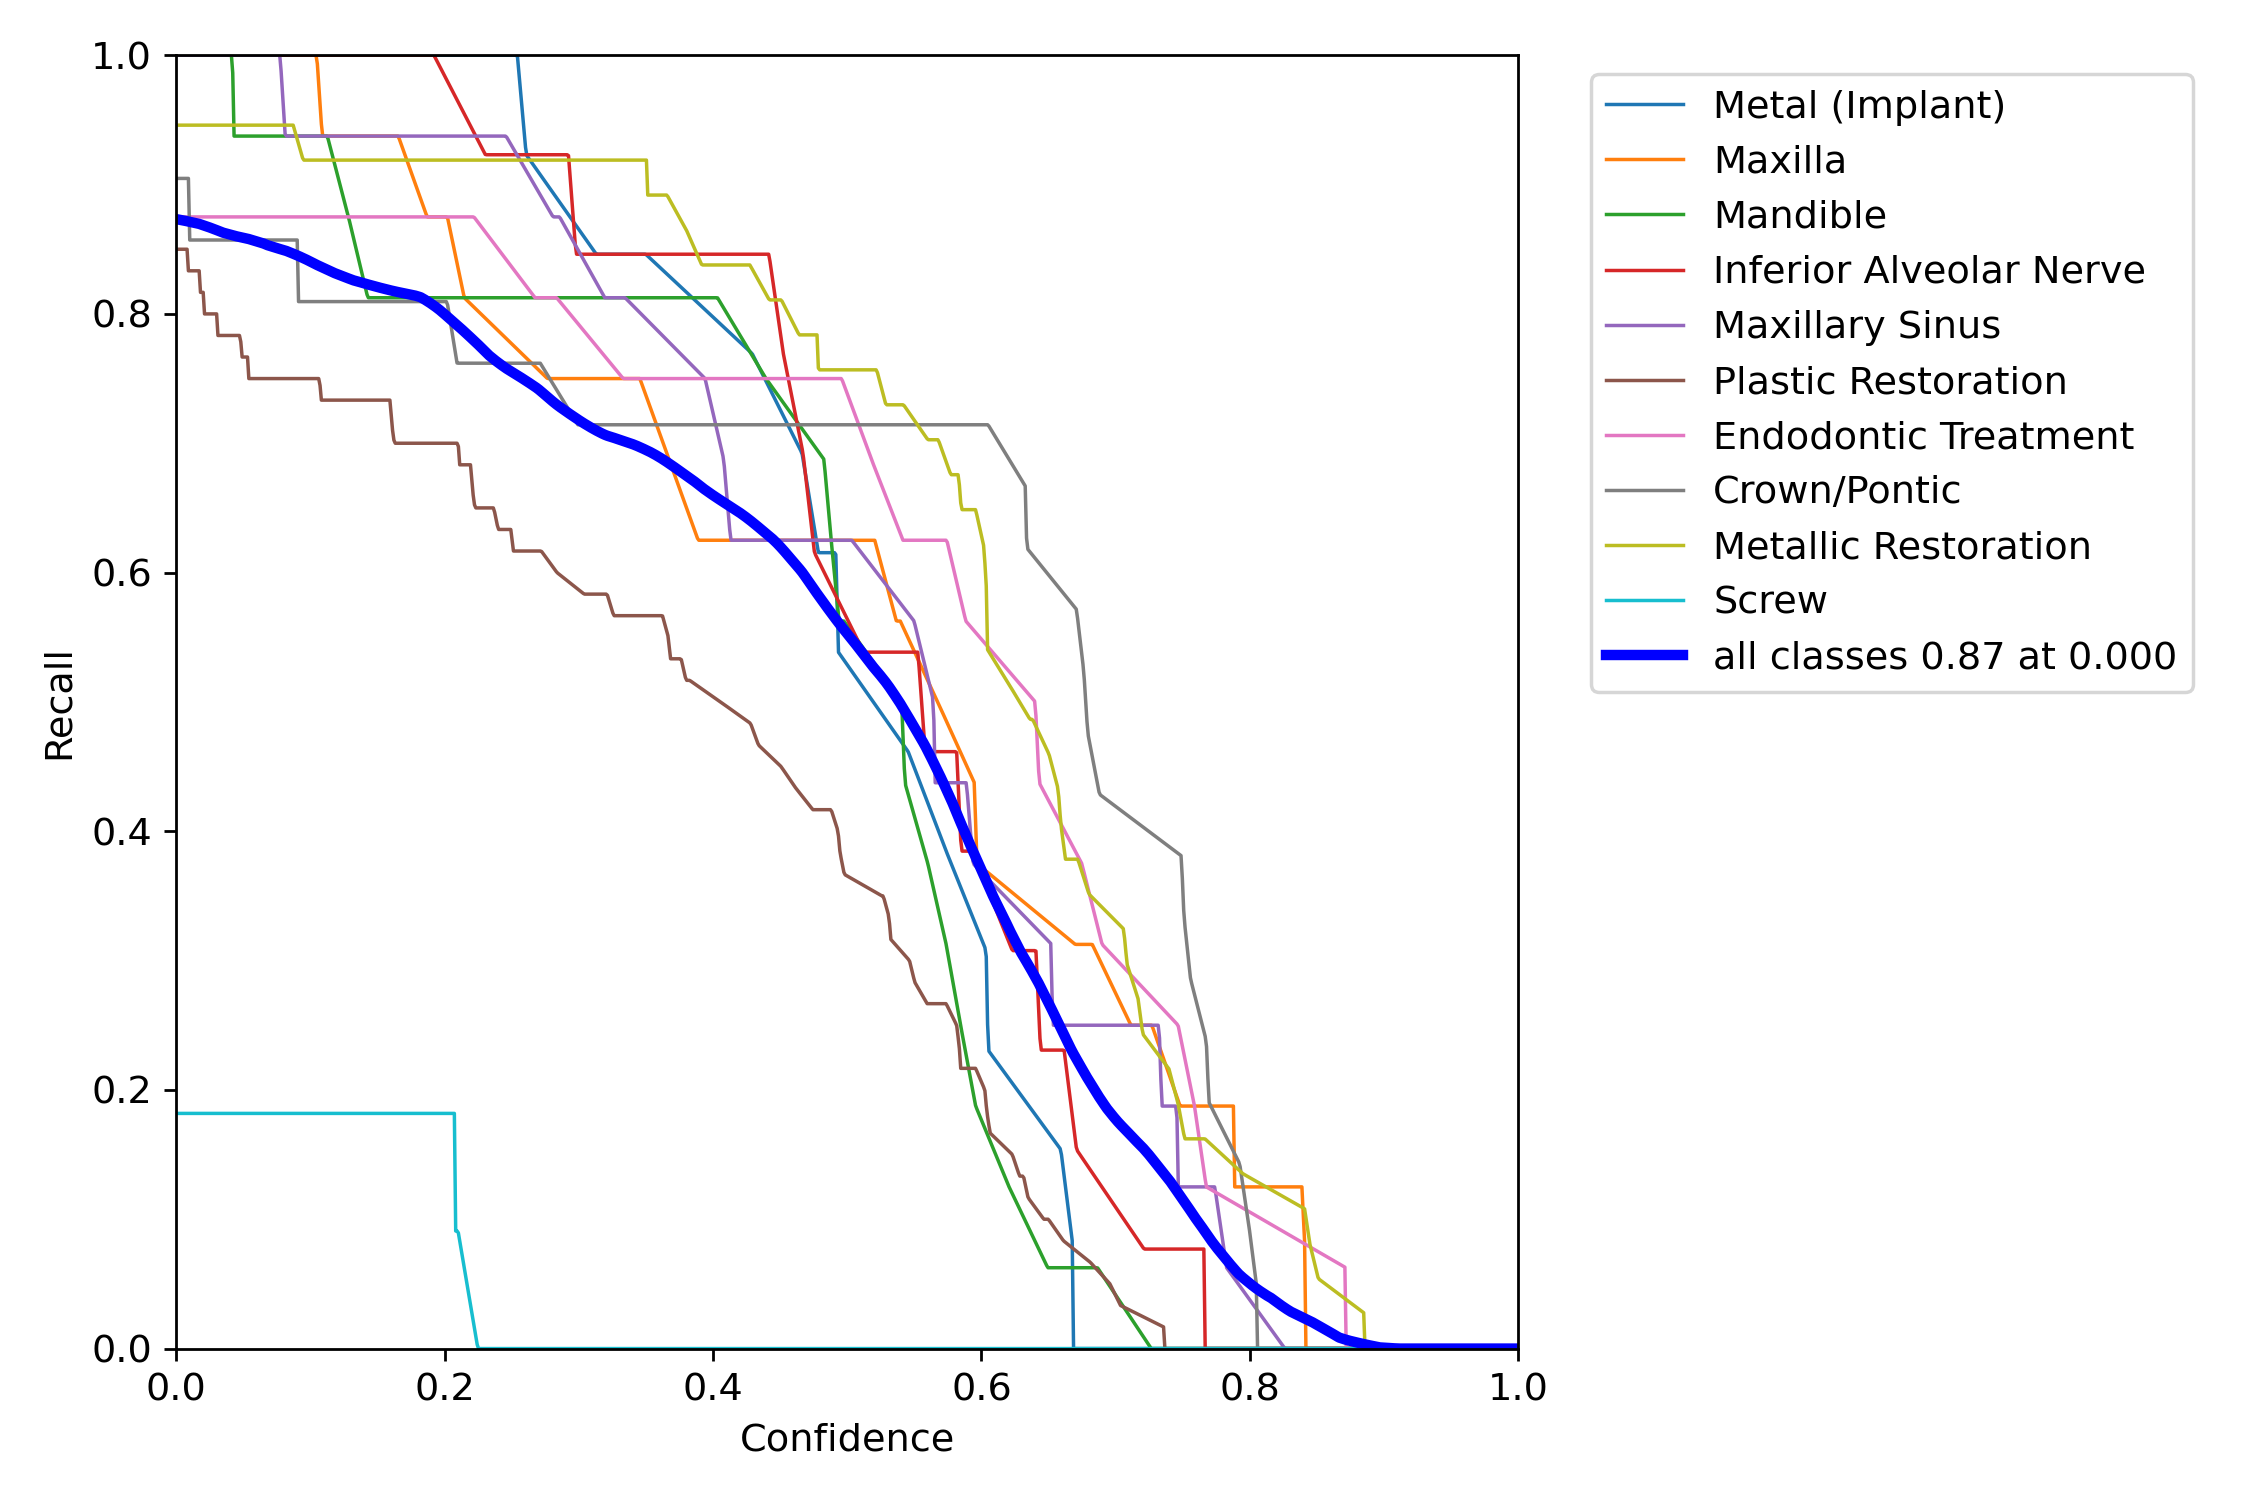 1.0
0.8
0.6
0.4
0.2
0.0
Recall
0.0 0.2 0.4 0.6 0.8 1.0
Confidence
Metal (Implant)
Maxilla
Mandible
Inferior Alveolar Nerve
Maxillary Sinus
Plastic Restoration
Endodontic Treatment
Crown/Pontic
Metallic Restoration
Screw
all classes 0.87 at 0.000